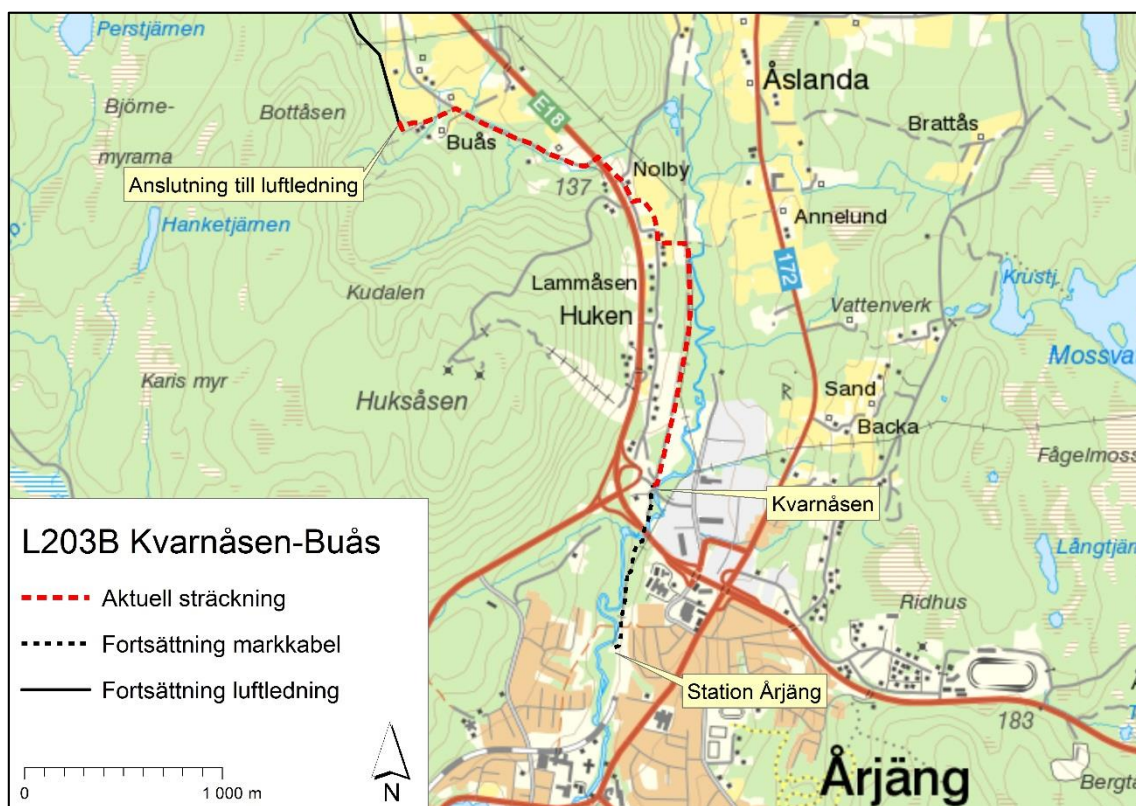 Perstjärnen
Björne-
myrarna
Bottåsen
E18
Åslanda
Buås
Brattås
Anslutning till luftledning
Nolby
137
Hanketjärnen
Annelund
172
Lammåsen
Krustj.
Kudalen
Huken
Vattenverk
Mossva
Karis myr
Huksåsen
Sand
Backa
Fågelmoss
Kvarnåsen
L203B Kvarnåsen-Buås
Långtjärn
Aktuell sträckning
Ridhus
Fortsättning markkabel
Fortsättning luftledning
Station Årjäng
183
Årjäng
Bergta
N
0 1 000 m